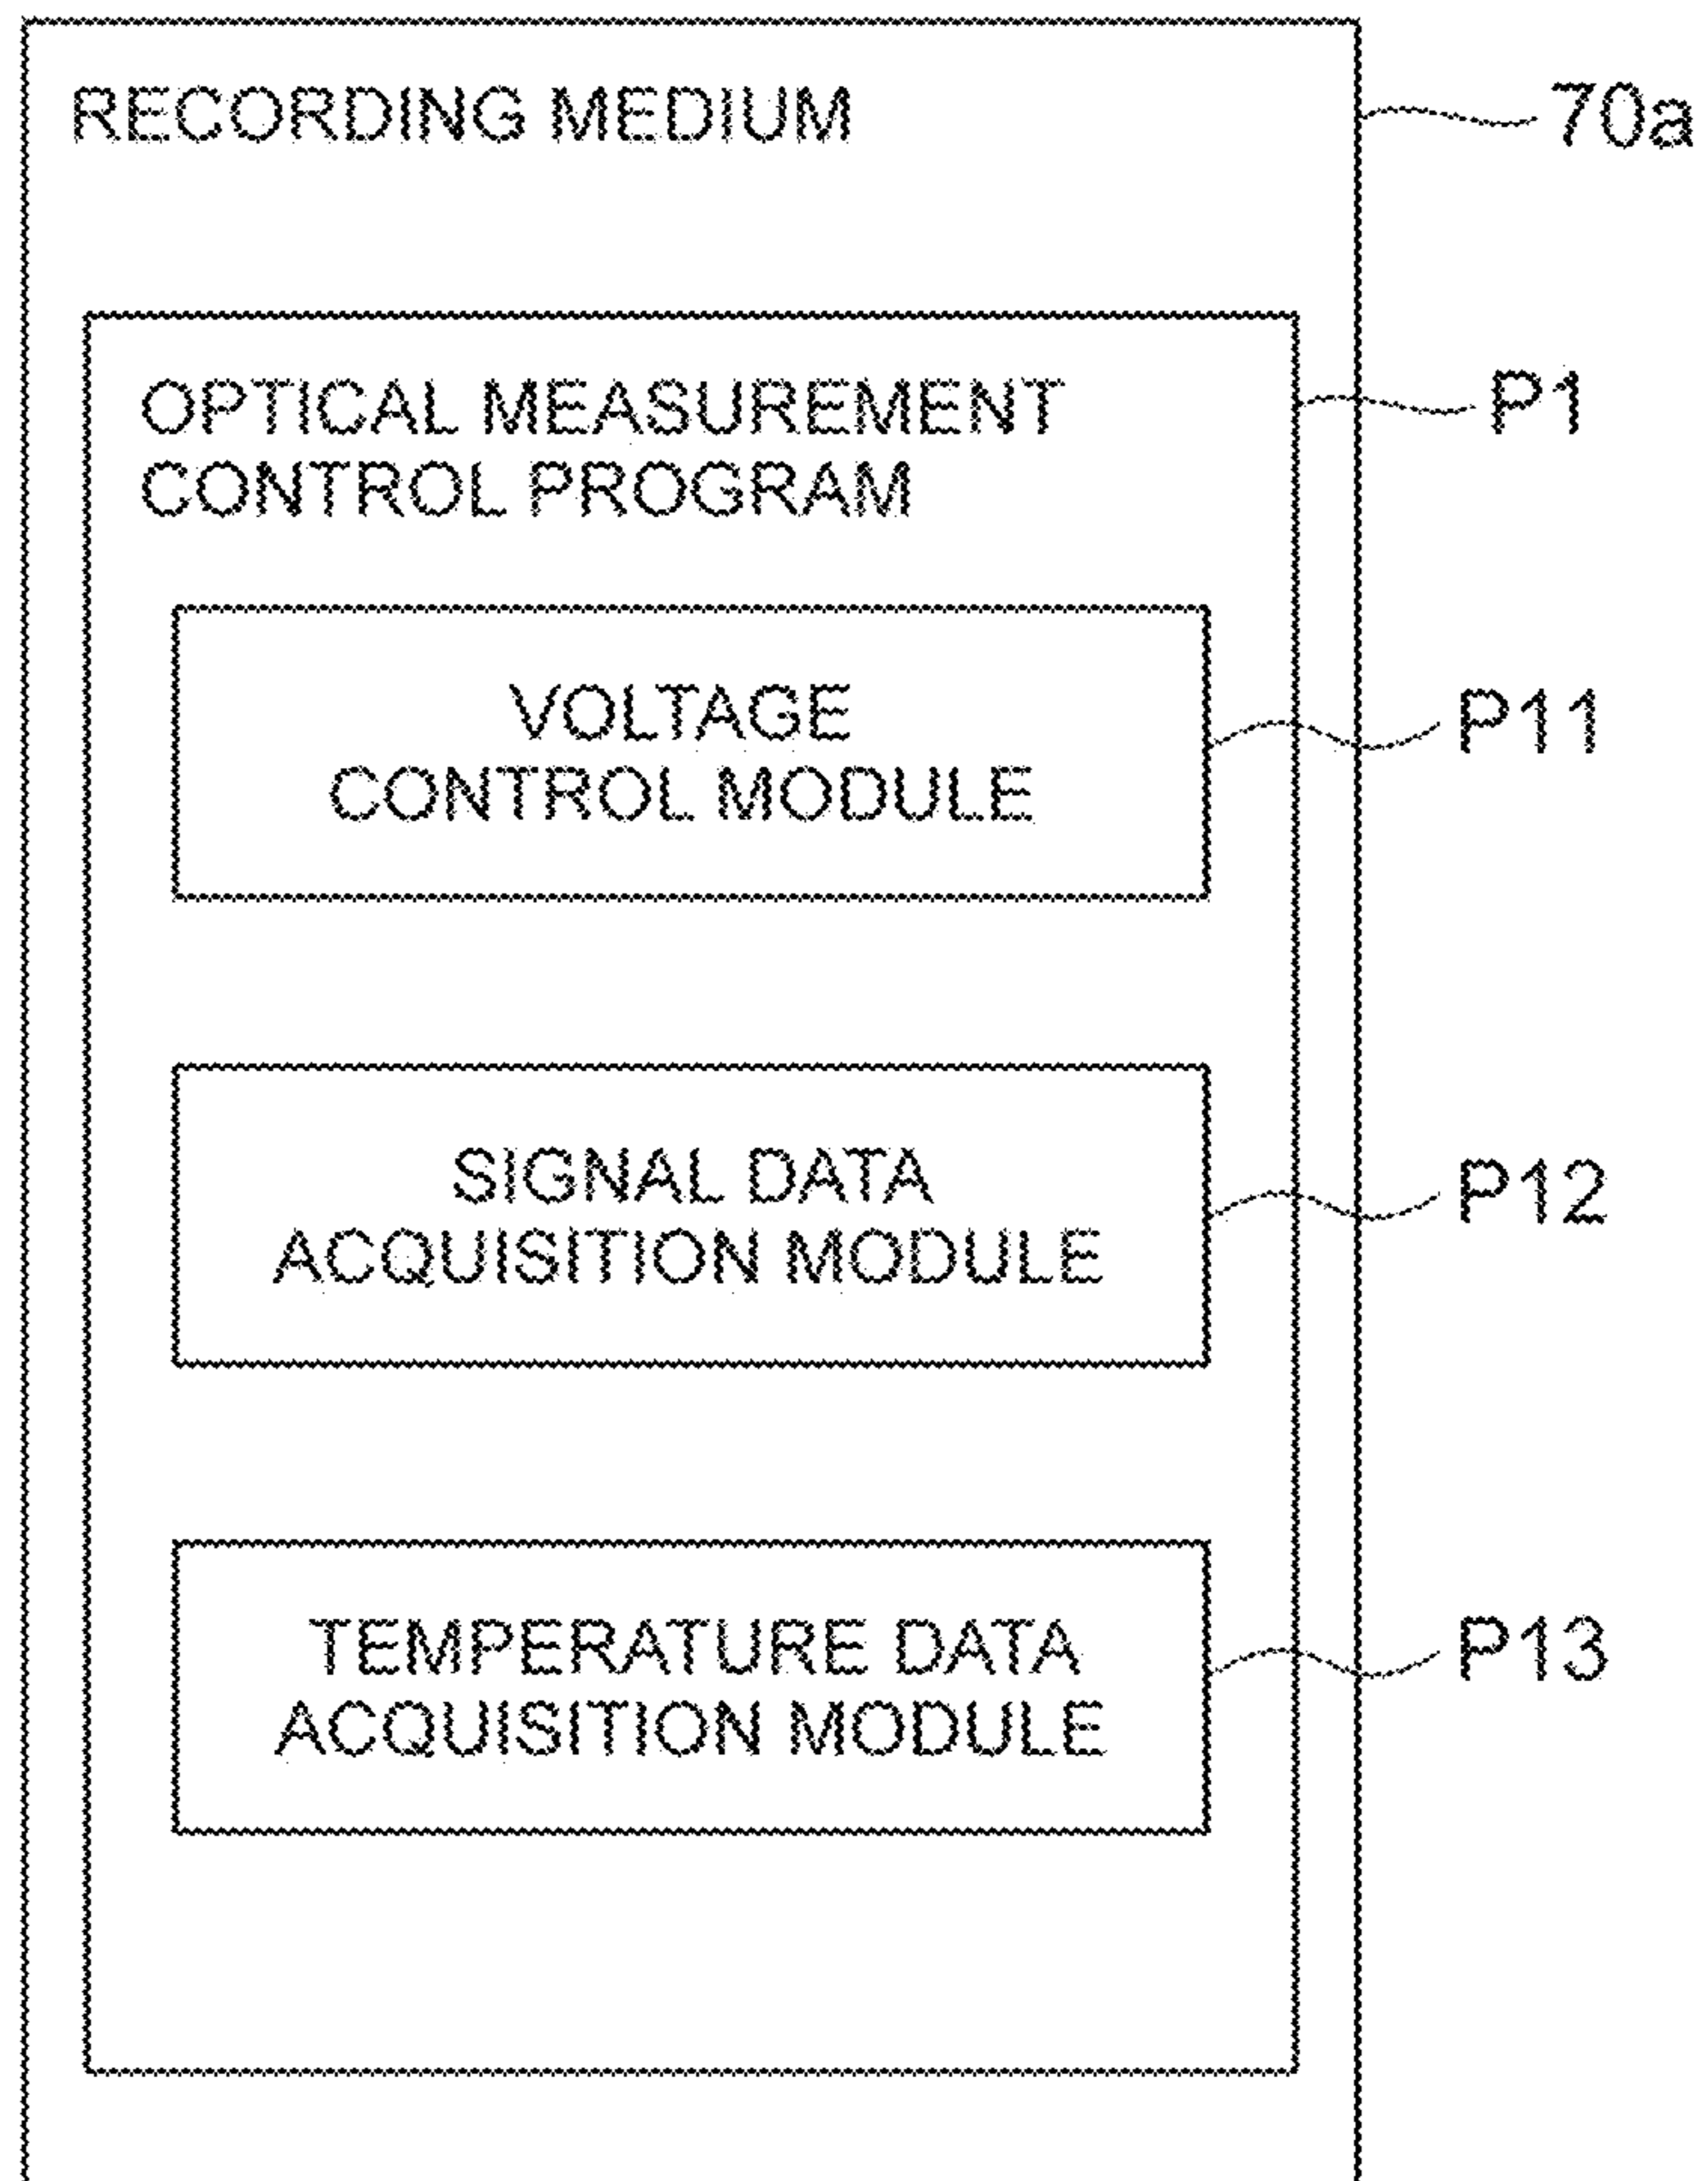 RECORDING MEDIUM
70a
OPTICAL MEASUREMENT
CONTROL PROGRAM
P1
VOLTAGE
CONTROL MODULE
P11
SIGNAL DATA
ACQUISITION MODULE
P12
TEMPERATURE DATA
ACQUISITION MODULE
P13